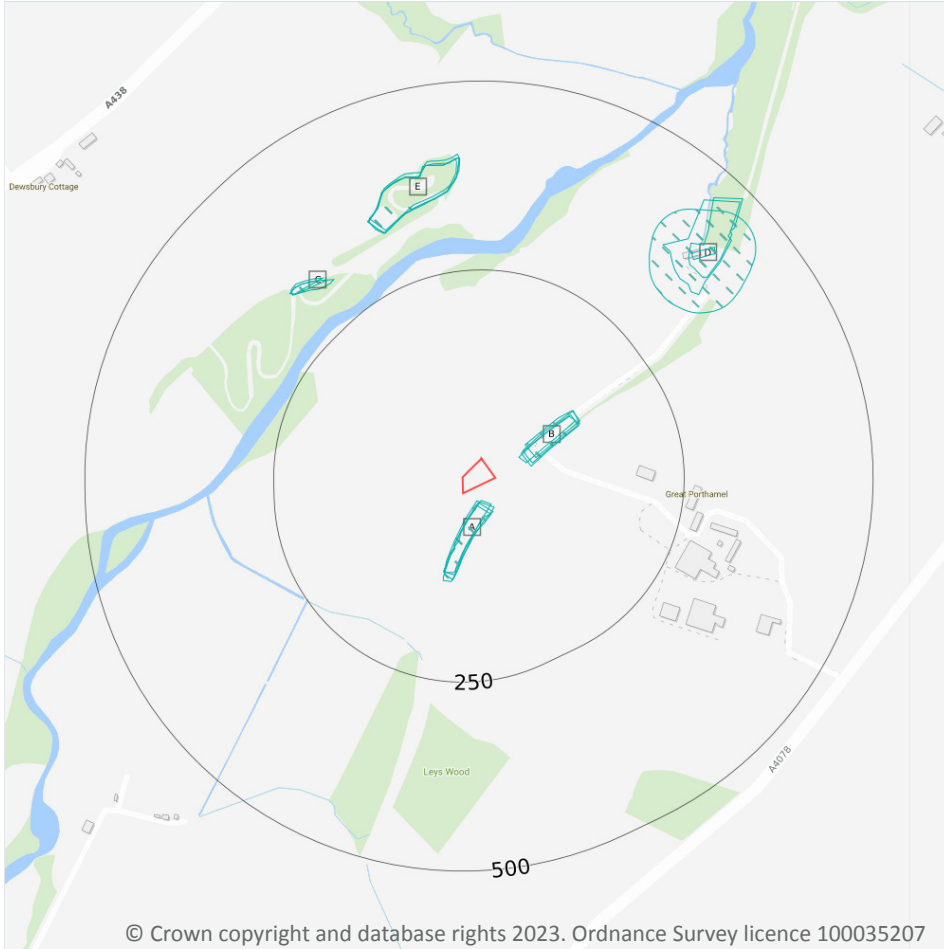 A438
Dewsbury Cottage
E
C
D
B
A
Great Porthamel
250
Leys Wood
A4078
500
© Crown copyright and database rights 2023. Ordnance Survey licence 100035207